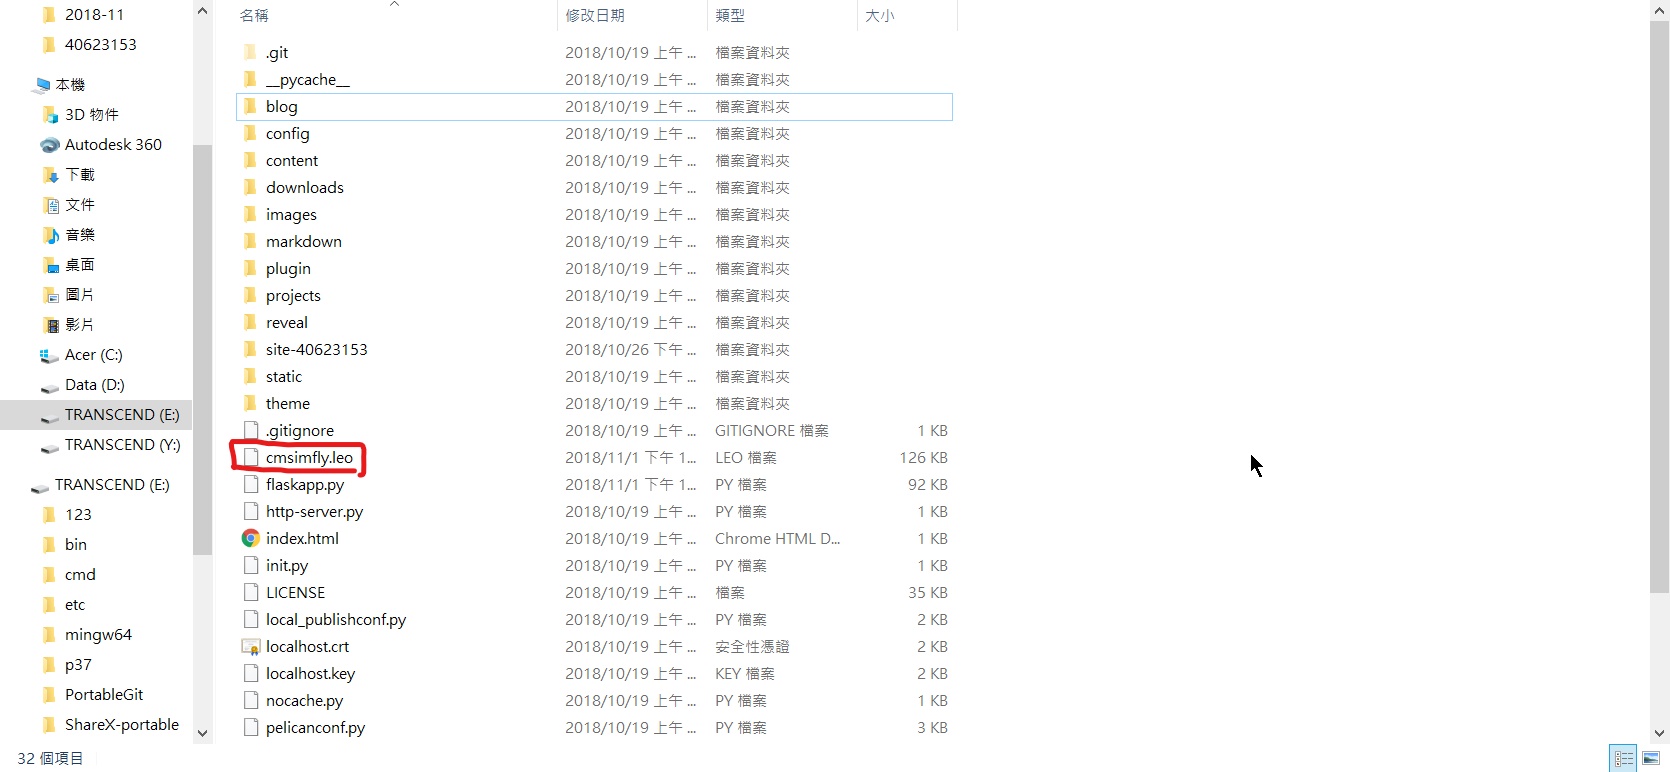 2018-11
40623153
本機
3D 物件
Autodesk 360
下載
文件
音樂
桌面
圖片
影片
Acer (C:)
Data (D:)
TRANSCEND (E:)
TRANSCEND (Y:)
TRANSCEND (E:)
123
bin
cmd
etc
mingw64
p37
PortableGit
ShareX-portable
名稱 修改日期 類型 大小
.git 2018/10/19 上午 ... 檔案資料夾
__pycache__ 2018/10/19 上午 ... 檔案資料夾
blog 2018/10/19 上午 ... 檔案資料夾
config 2018/10/19 上午 ... 檔案資料夾
content 2018/10/19 上午 ... 檔案資料夾
downloads 2018/10/19 上午 ... 檔案資料夾
images 2018/10/19 上午 ... 檔案資料夾
markdown 2018/10/19 上午 ... 檔案資料夾
plugin 2018/10/19 上午 ... 檔案資料夾
projects 2018/10/19 上午 ... 檔案資料夾
reveal 2018/10/19 上午 ... 檔案資料夾
site-40623153 2018/10/26 下午 ... 檔案資料夾
static 2018/10/19 上午 ... 檔案資料夾
theme 2018/10/19 上午 ... 檔案資料夾
.gitignore 2018/10/19 上午 ... GITIGNORE 檔案 1 KB
cmsimfly.leo 2018/11/1 下午 1... LEO 檔案 126 KB
flaskapp.py 2018/11/1 下午 1... PY 檔案 92 KB
http-server.py 2018/10/19 上午 ... PY 檔案 1 KB
index.html 2018/10/19 上午 ... Chrome HTML D... 1 KB
init.py 2018/10/19 上午 ... PY 檔案 1 KB
LICENSE 2018/10/19 上午 ... 檔案 35 KB
local_publishconf.py 2018/10/19 上午 ... PY 檔案 2 KB
localhost.crt 2018/10/19 上午 ... 安全性憑證 2 KB
localhost.key 2018/10/19 上午 ... KEY 檔案 2 KB
nocache.py 2018/10/19 上午 ... PY 檔案 1 KB
pelicanconf.py 2018/10/19 上午 ... PY 檔案 3 KB
32 個項目